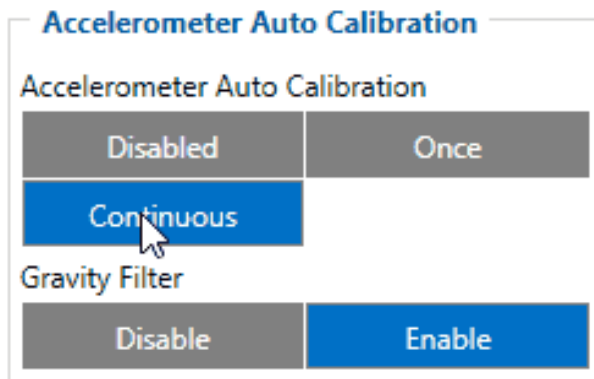 Accelerometer Auto Calibration
Accelerometer Auto Calibration
Disabled Once
Continuous
Gravity Filter
Disable Enable